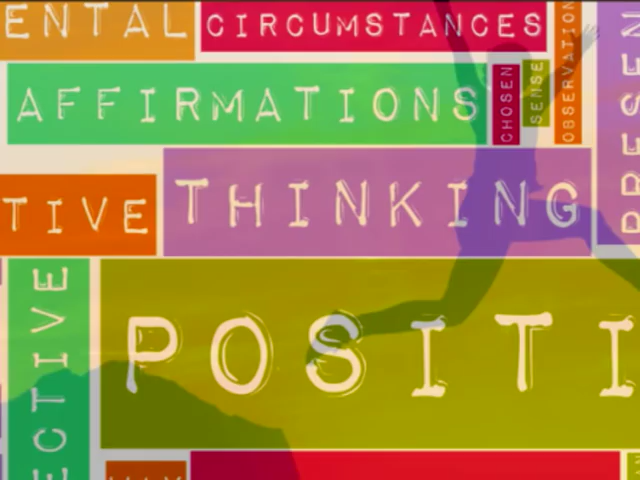 ENTAL
CIRCUMSTANCES
AFFIRMATIONS
CHOSEN
SENSE
OBSERVATION
PRESEN
TIVE
THINKING
ECTIVE
POSITI